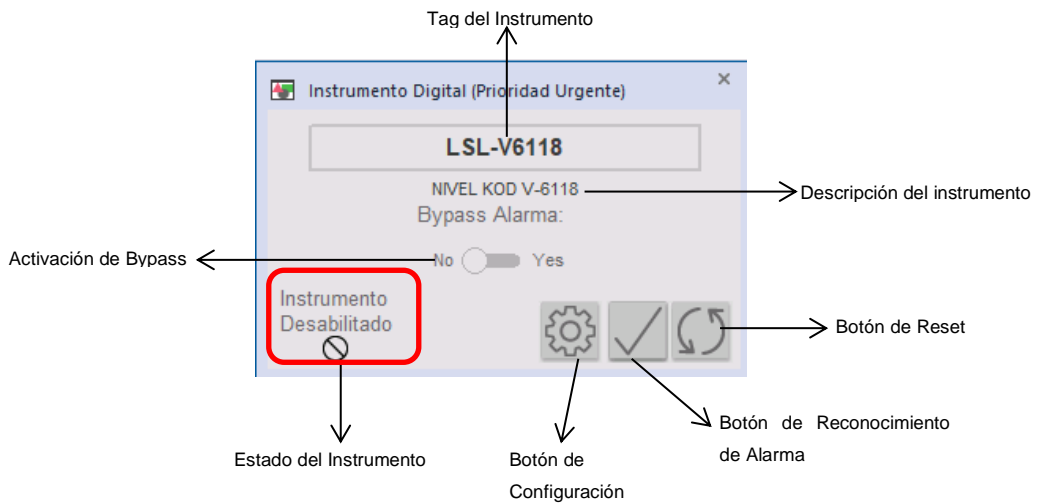 Tag del Instrumento
Instrumento Digital (Prioridad Urgente)
LSL-V6118
NIVEL KOD V-6118
Descripción del instrumento
Bypass Alarma:
Activación de Bypass
No Yes
Instrumento
Desabilitado
Botón de Reset
Botón de Reconocimiento
de Alarma
Estado del Instrumento
Botón de
Configuración